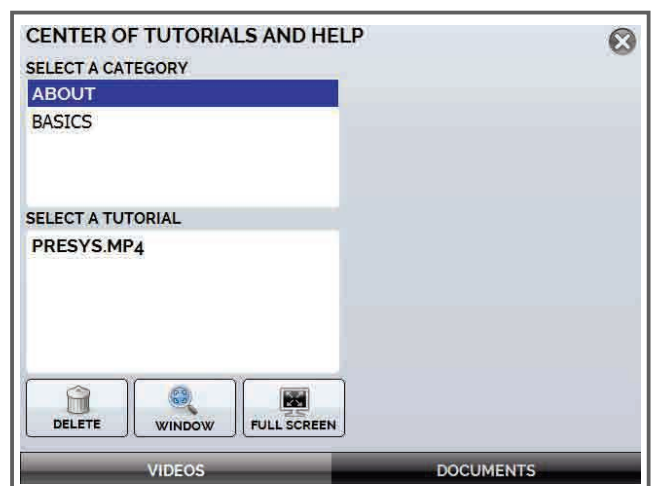 CENTER OF TUTORIALS AND HELP
SELECT A CATEGORY
ABOUT
BASICS
SELECT A TUTORIAL
PRESYS.MP4
DELETE
WINDOW
FULL SCREEN
VIDEOS
DOCUMENTS